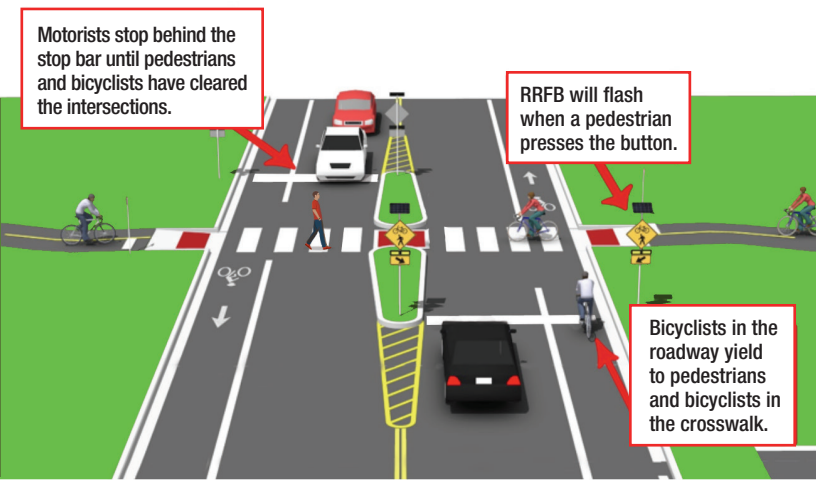 Motorists stop behind the
stop bar until pedestrians
and bicyclists have cleared
the intersections.
RRFB will flash
when a pedestrian
presses the button.
Bicyclists in the
roadway yield
to pedestrians
and bicyclists in
the crosswalk.